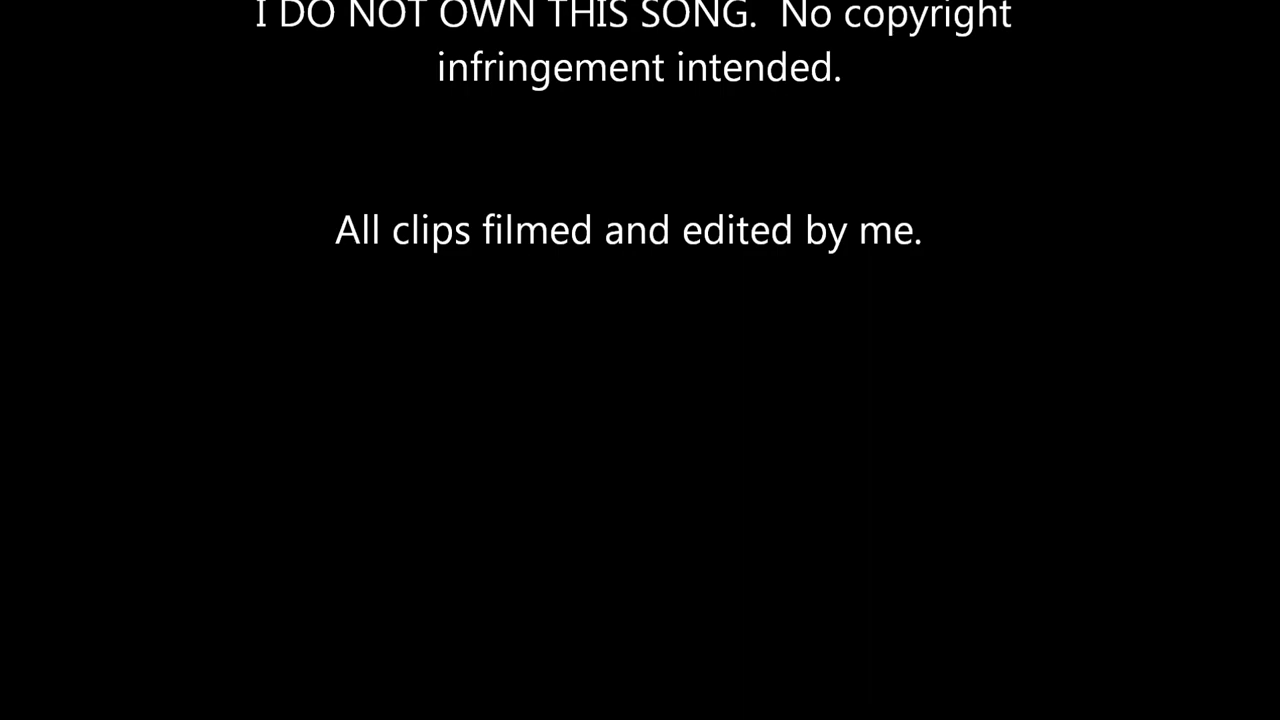 I DO NOT OWN THIS SONG.  No copyright
infringement intended.
All clips filmed and edited by me.